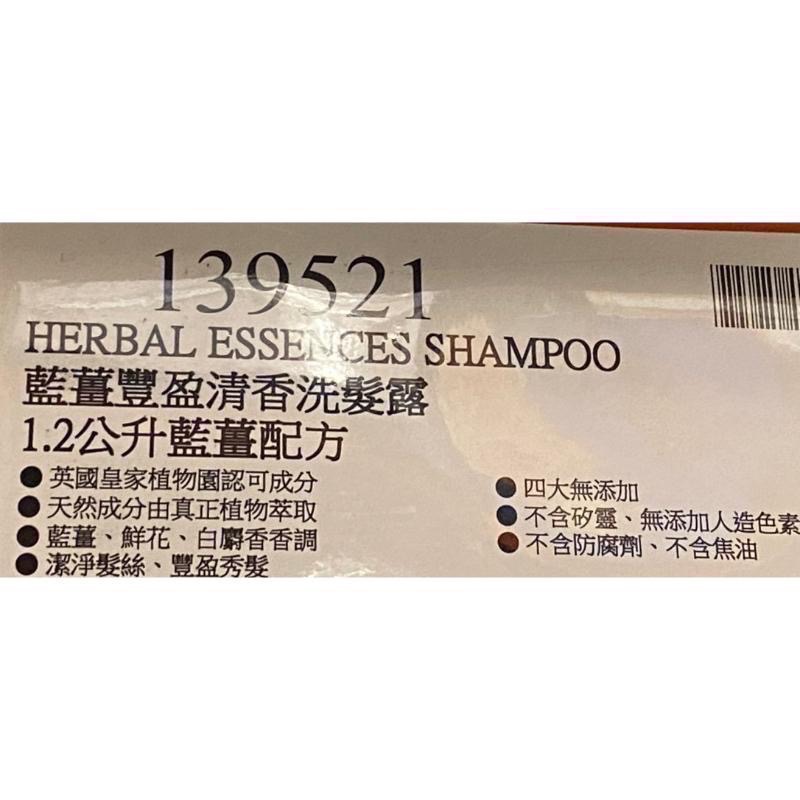 139521
HERBAL ESSENCES SHAMPOO
藍薑豐盈清香洗髮露
1.2公升藍薑配方
● 英國皇家植物園認可成分
● 天然成分由真正植物萃取
● 藍薑、鮮花、白麝香香調
● 潔淨髮絲、豐盈秀髮
● 四大無添加
● 不含矽靈、無添加人造色素
● 不含防腐劑、不含焦油